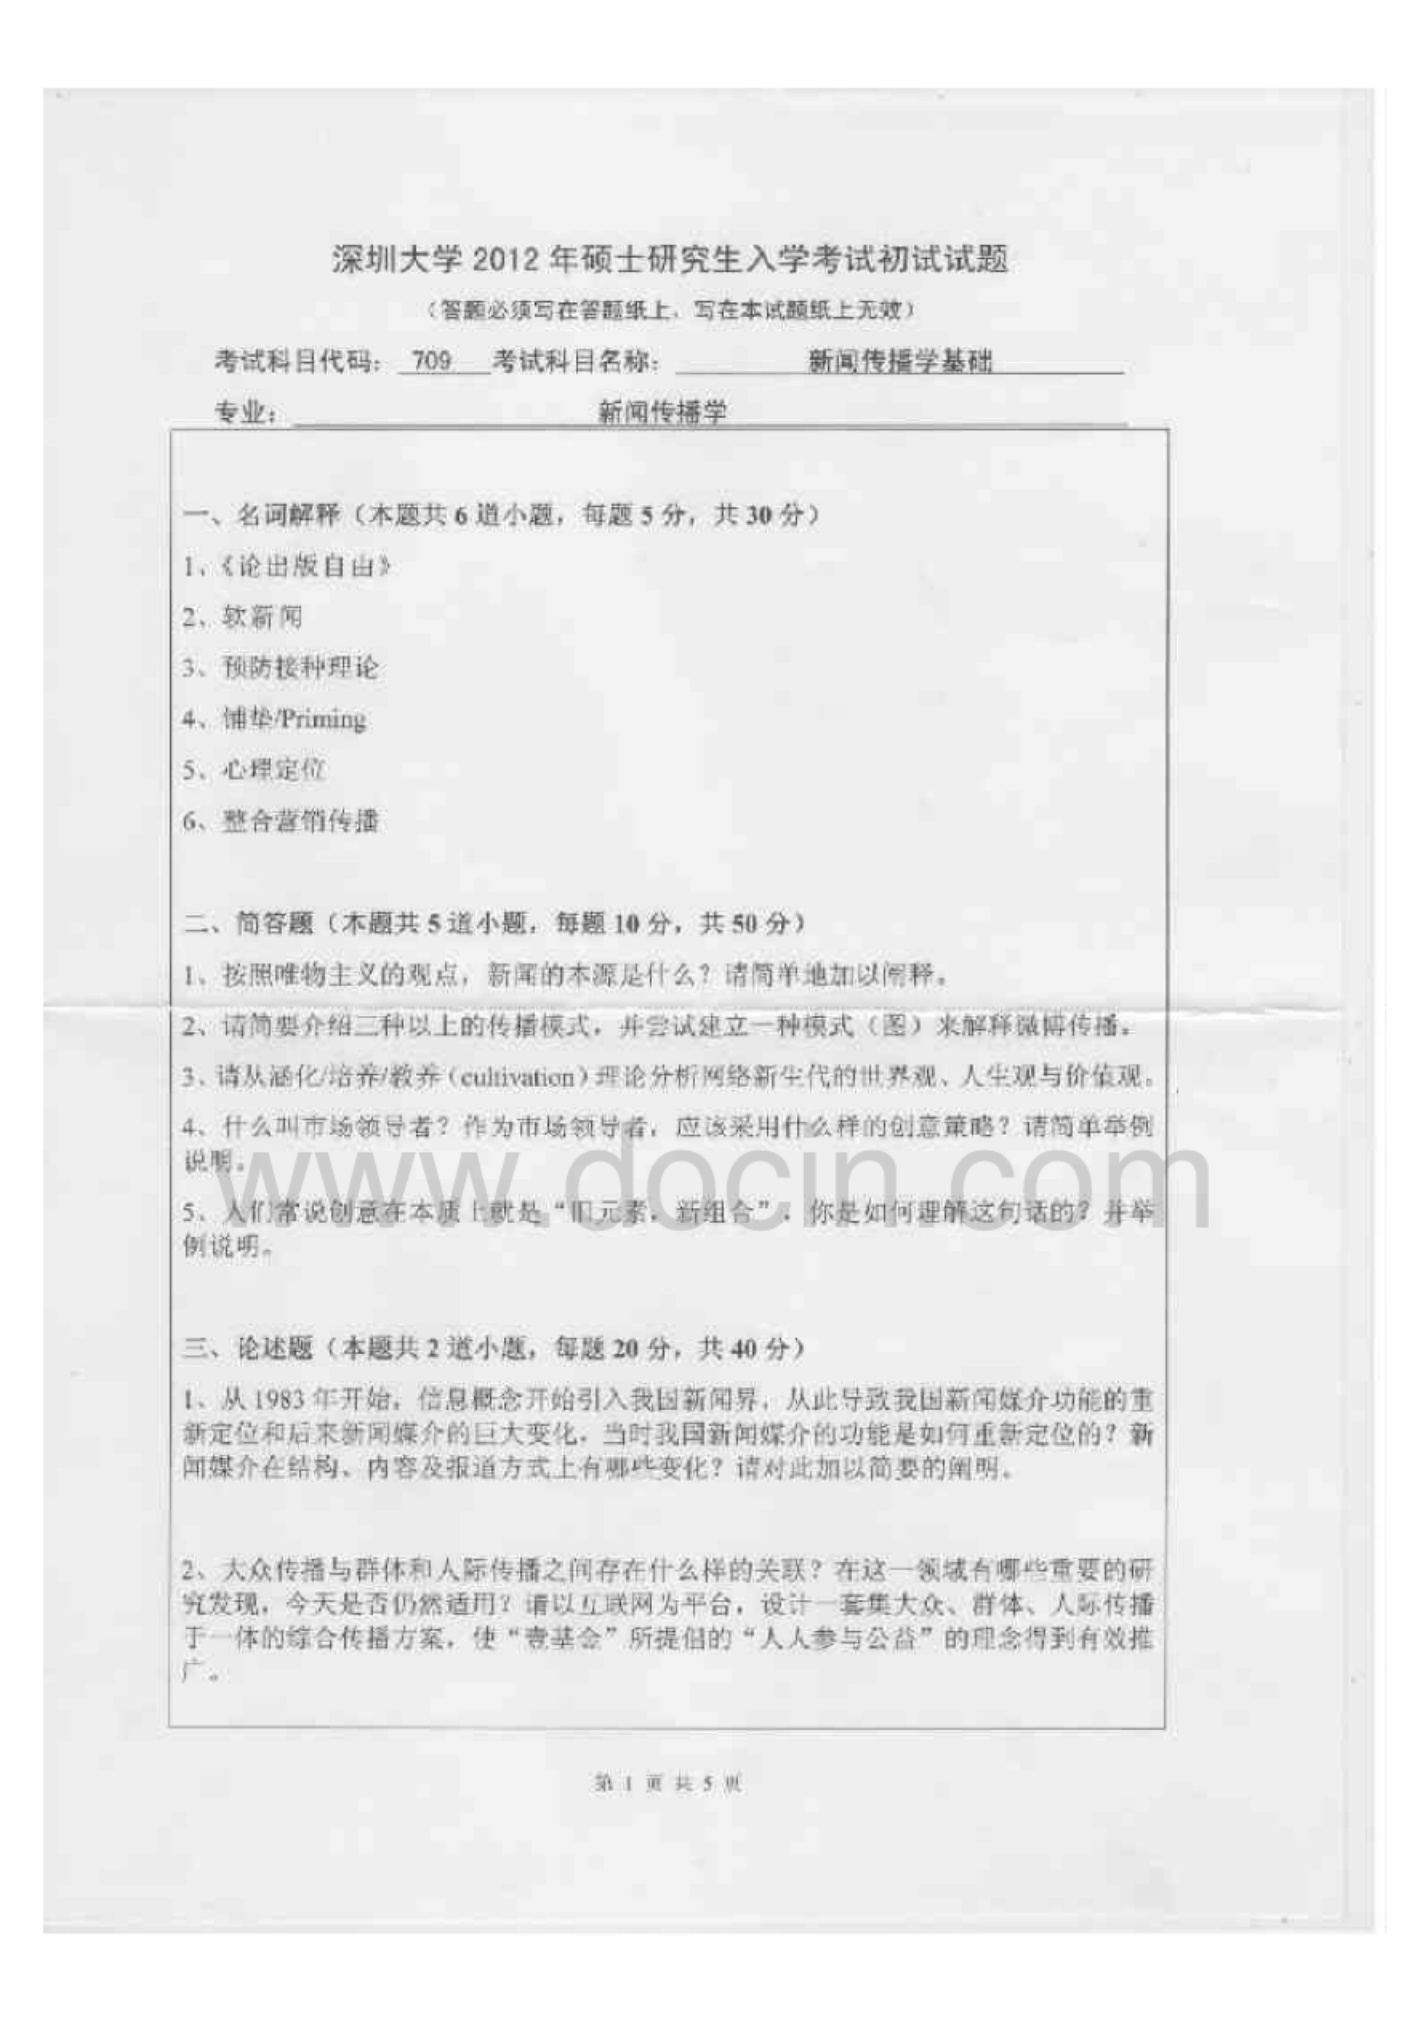 深圳大学 2012 年硕士研究生入学考试初试试题
（答题必须写在答题纸上，写在本试题纸上无效）
考试科目代码： 709 考试科目名称： 新闻传播学基础
专业： 新闻传播学
一、名词解释（本题共 6 道小题，每题 5 分，共 30 分）
1、《论出版自由》
2、软新闻
3、预防接种理论
4、铺垫/Priming
5、心理定位
6、整合营销传播
二、简答题（本题共 5 道小题，每题 10 分，共 50 分）
1、按照唯物主义的观点，新闻的本源是什么？请简单地加以阐释。
2、请简要介绍三种以上的传播模式，并尝试建立一种模式（图）来解释微博传播。
3、请从涵化/培养/教养（cultivation）理论分析网络新生代的世界观、人生观与价值观。
4、什么叫市场领导者？作为市场领导者，应该采用什么样的创意策略？请简单举例
说明。
www.docin.com
5、人们常说创意在本质上就是“旧元素，新组合”，你是如何理解这句话的？并举
例说明。
三、论述题（本题共 2 道小题，每题 20 分，共 40 分）
1、从 1983 年开始，信息概念开始引入我国新闻界，从此导致我国新闻媒介功能的重
新定位和后来新闻媒介的巨大变化，当时我国新闻媒介的功能是如何重新定位的？新
闻媒介在结构、内容及报道方式上有哪些变化？请对此加以简要的阐明。
2、大众传播与群体和人际传播之间存在什么样的关联？在这一领域有哪些重要的研
究发现，今天是否仍然适用？请以互联网为平台，设计一套集大众、群体、人际传播
于一体的综合传播方案，使“壹基金”所提倡的“人人参与公益”的理念得到有效推
广。
第 1 页 共 5 页